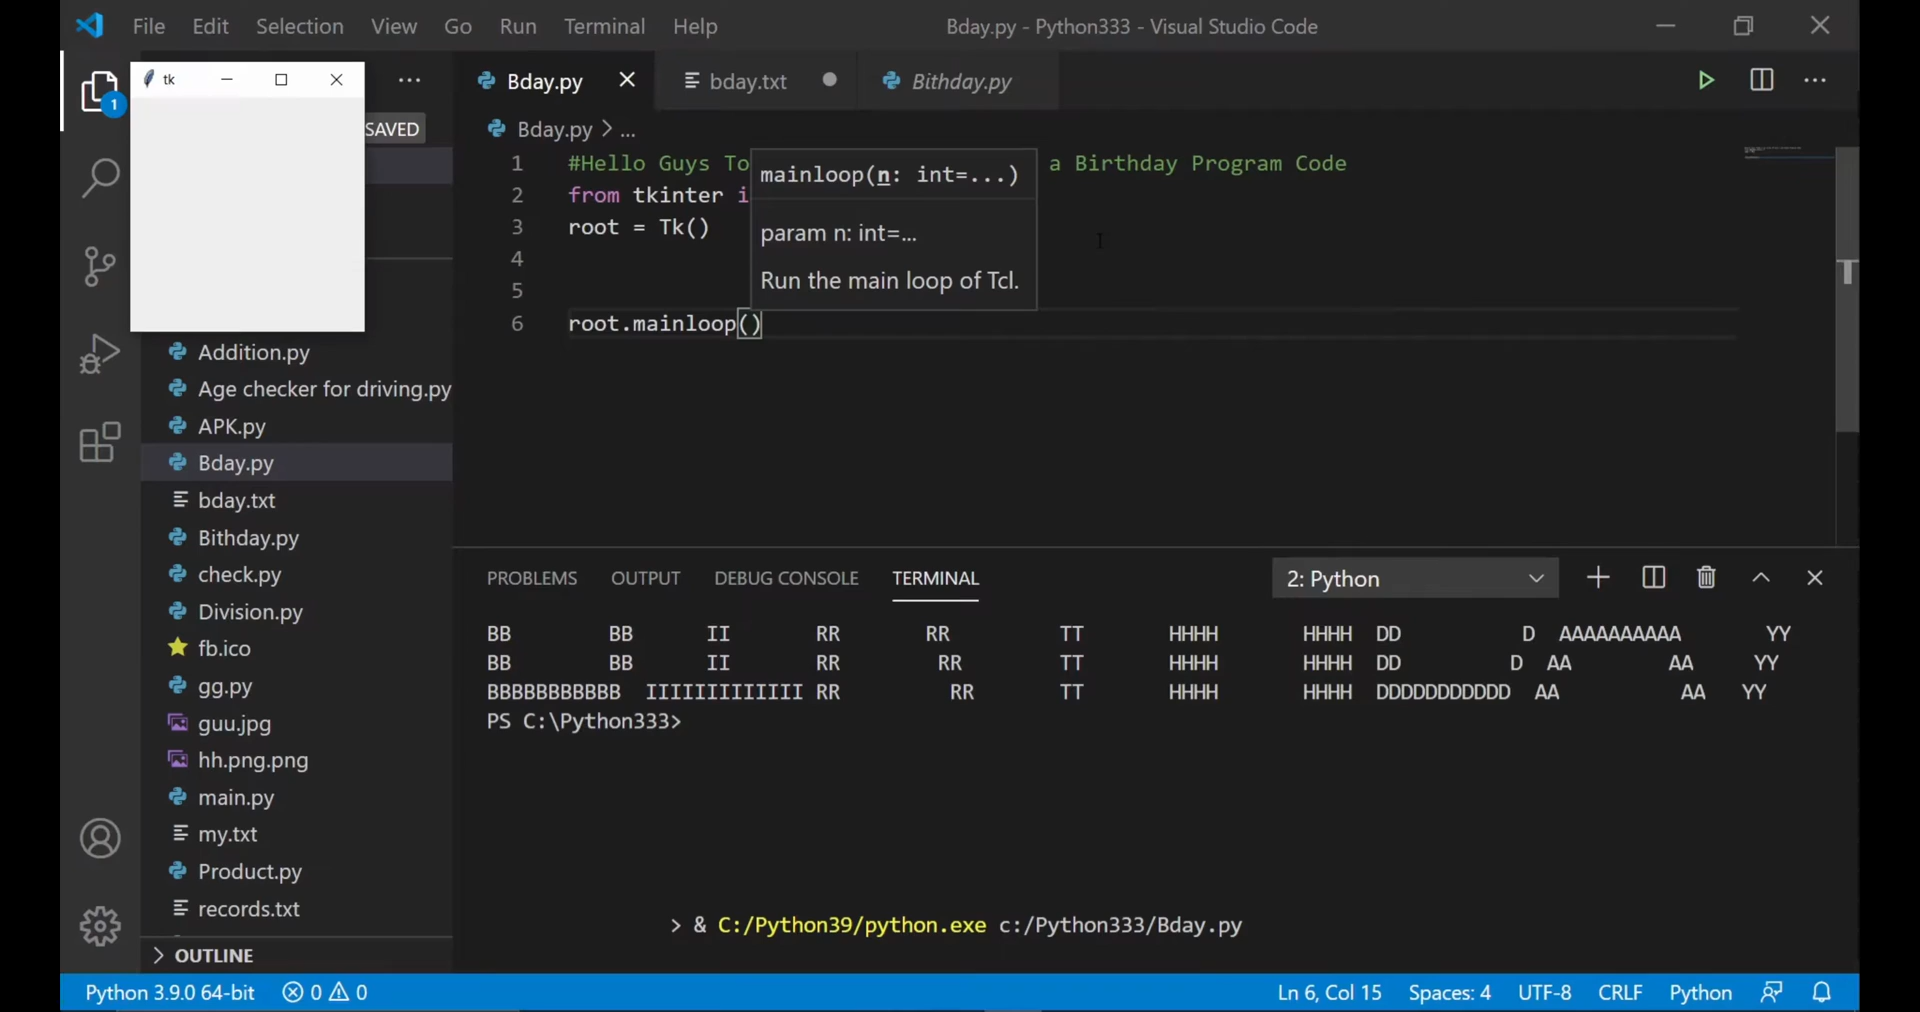 File Edit Selection View Go Run Terminal Help Bday.py - Python333 - Visual Studio Code
tk
1
SAVED
Bday.py bday.txt Bithday.py
Bday.py > ...
1 #Hello Guys To a Birthday Program Code
2 from tkinter i
3 root = Tk()
4
5
6 root.mainloop()
mainloop(n: int=...)
param n: int=...
Run the main loop of Tcl.
Addition.py
Age checker for driving.py
APK.py
Bday.py
bday.txt
Bithday.py
check.py
Division.py
fb.ico
gg.py
guu.jpg
hh.png.png
main.py
my.txt
Product.py
records.txt
OUTLINE
PROBLEMS OUTPUT DEBUG CONSOLE TERMINAL 2: Python
BB BB II RR RR TT HHHH HHHH DD D AAAAAAAAAA YY
BB BB II RR RR TT HHHH HHHH DD D AA AA YY
BBBBBBBBBBB IIIIIIIIIIIII RR RR TT HHHH HHHH DDDDDDDDDDD AA AA YY
PS C:\Python333>
> & C:/Python39/python.exe c:/Python333/Bday.py
Python 3.9.0 64-bit 0 0 Ln 6, Col 15 Spaces: 4 UTF-8 CRLF Python